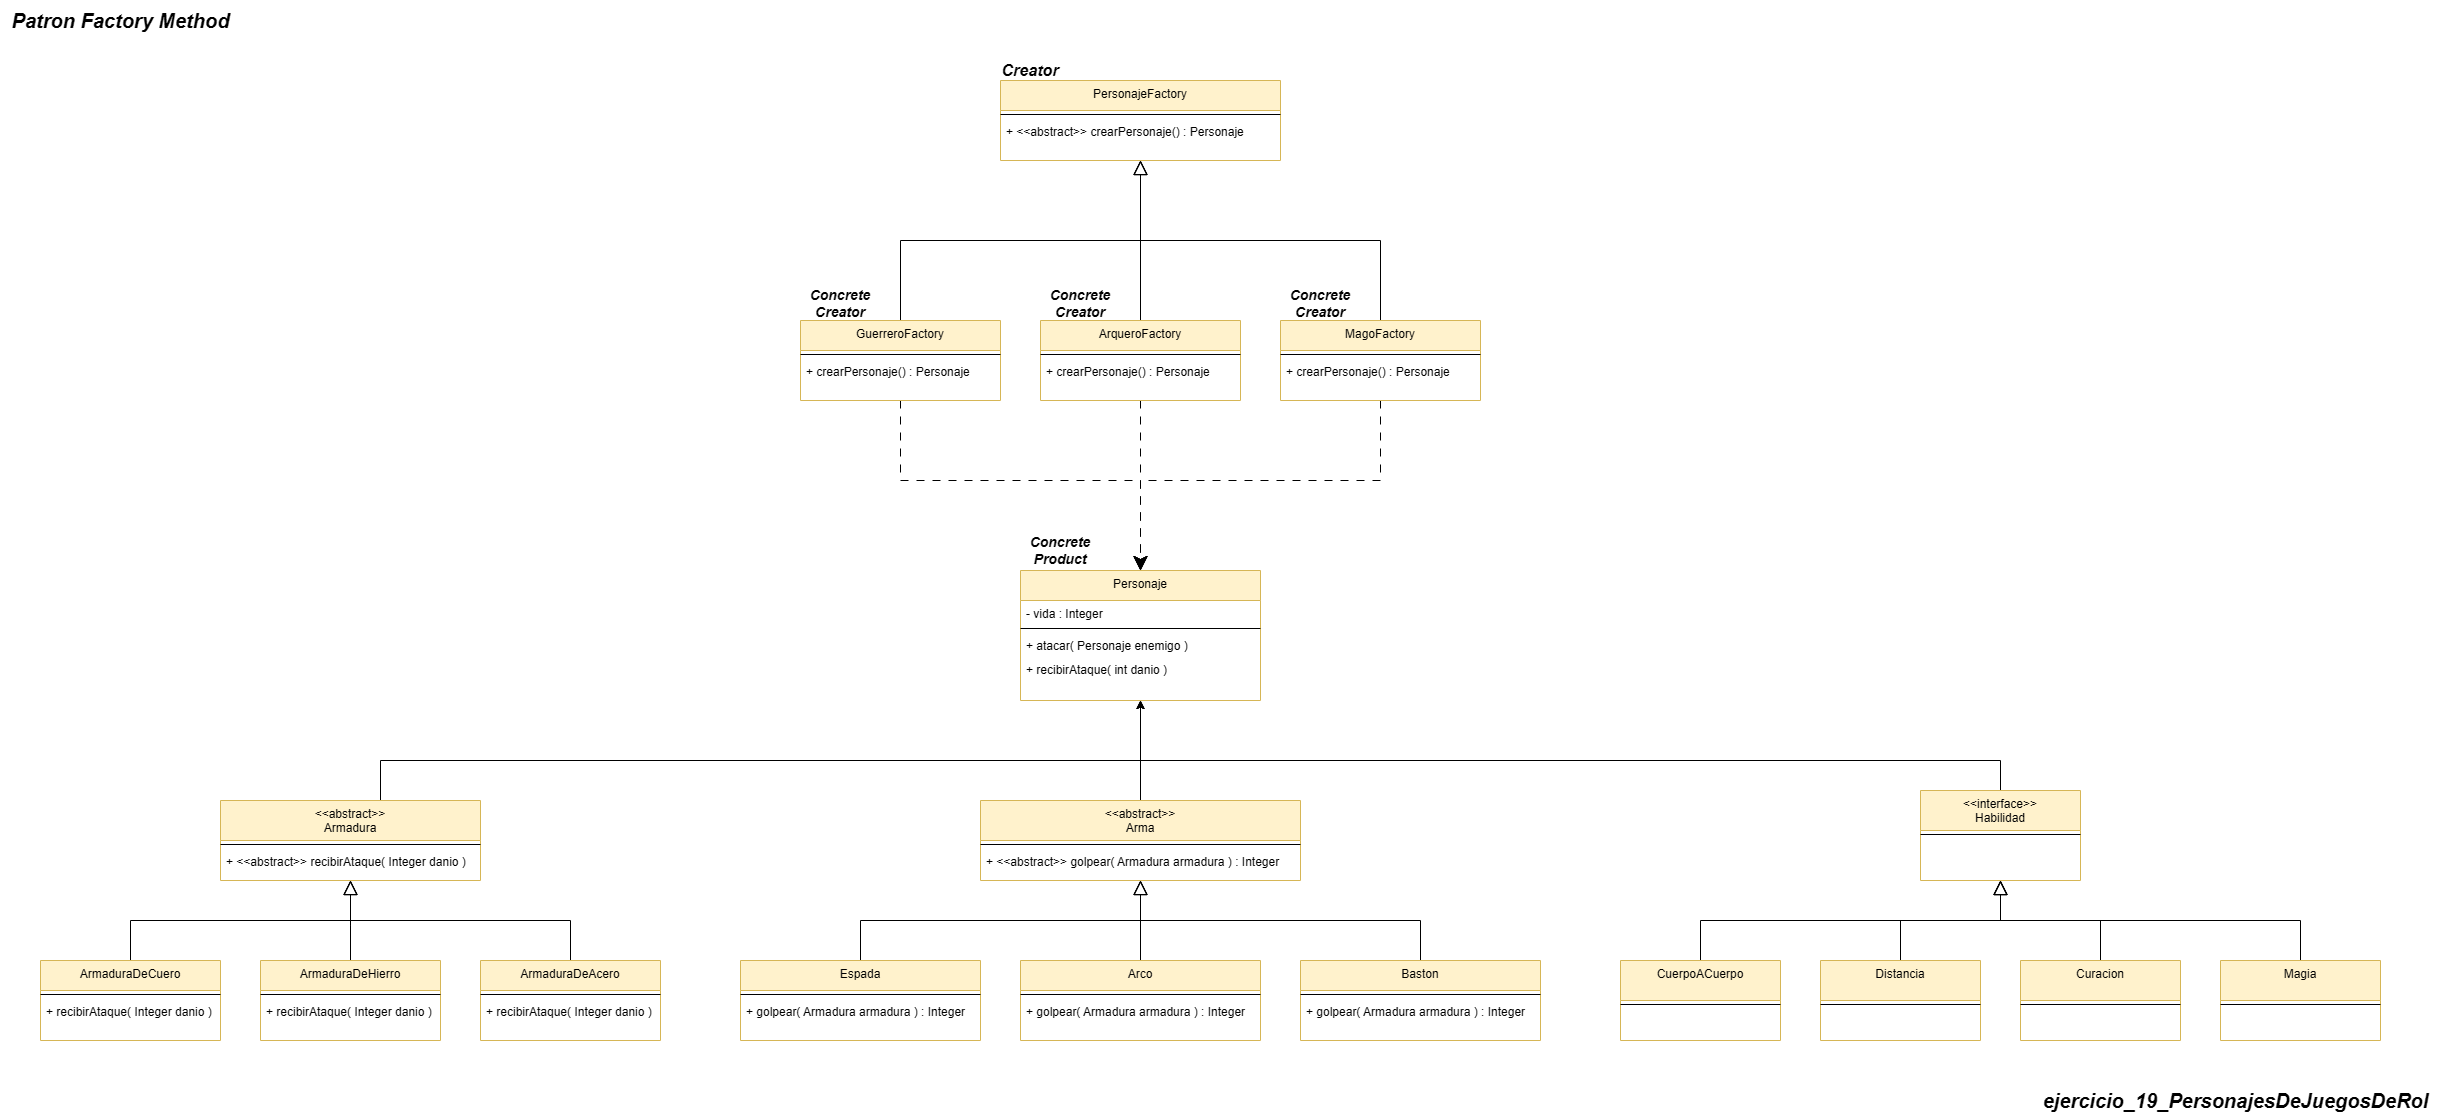 Patron Factory Method
Creator
PersonajeFactory
+ <<abstract>> crearPersonaje() : Personaje
Concrete
Creator
GuerreroFactory
+ crearPersonaje() : Personaje
Concrete
Creator
ArqueroFactory
+ crearPersonaje() : Personaje
Concrete
Creator
MagoFactory
+ crearPersonaje() : Personaje
Concrete
Product
Personaje
- vida : Integer
+ atacar( Personaje enemigo )
+ recibirAtaque( int danio )
<<abstract>>
Armadura
+ <<abstract>> recibirAtaque( Integer danio )
<<abstract>>
Arma
+ <<abstract>> golpear( Armadura armadura ) : Integer
<<interface>>
Habilidad
ArmaduraDeCuero
+ recibirAtaque( Integer danio )
ArmaduraDeHierro
+ recibirAtaque( Integer danio )
ArmaduraDeAcero
+ recibirAtaque( Integer danio )
Espada
+ golpear( Armadura armadura ) : Integer
Arco
+ golpear( Armadura armadura ) : Integer
Baston
+ golpear( Armadura armadura ) : Integer
CuerpoACuerpo
Distancia
Curacion
Magia
ejercicio_19_PersonajesDeJuegosDeRol